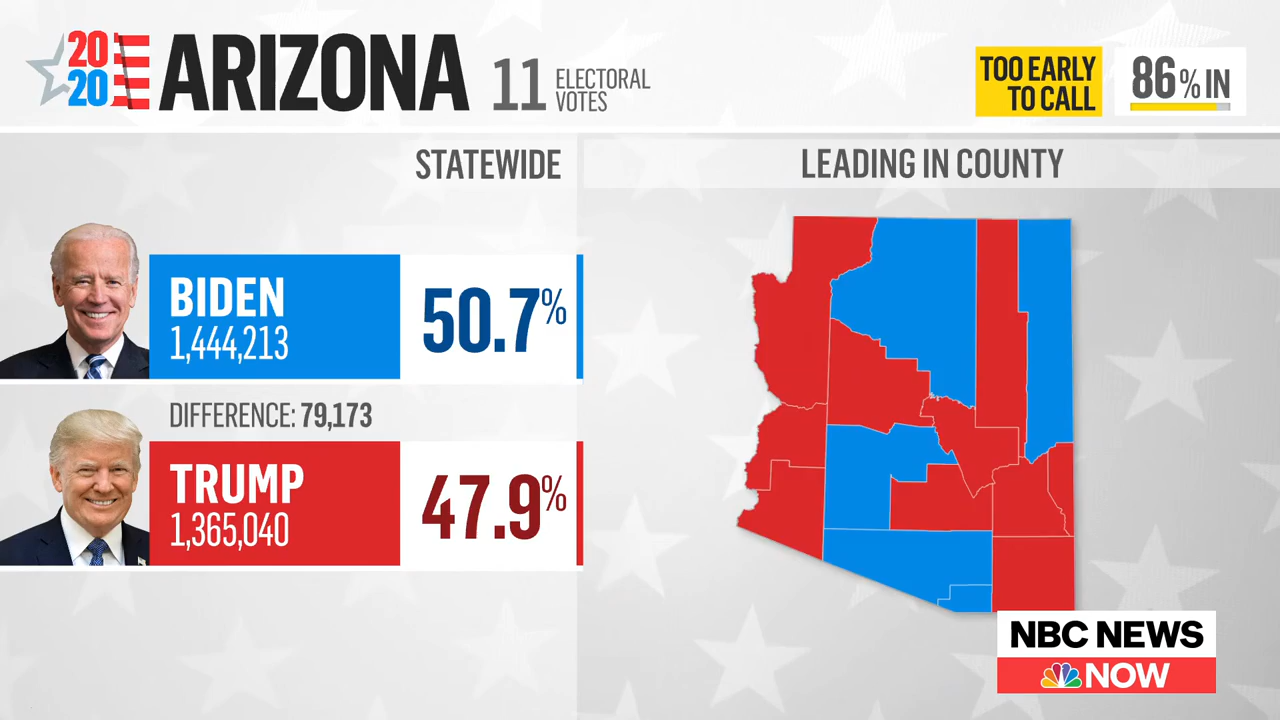 2020
ARIZONA
11 ELECTORAL VOTES
TOO EARLY
TO CALL
86% IN
STATEWIDE
LEADING IN COUNTY
BIDEN
1,444,213
50.7%
DIFFERENCE: 79,173
TRUMP
1,365,040
47.9%
NBC NEWS
NOW